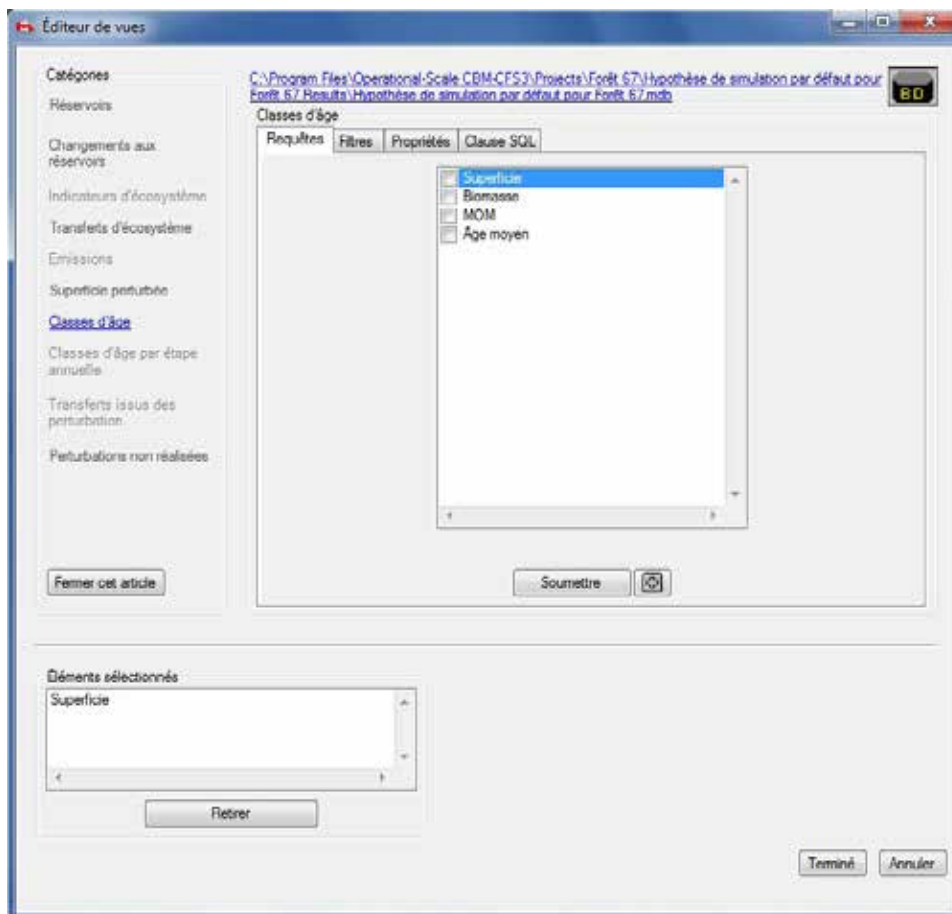 Éditeur de vues
Catégories
Réservoirs
Changements aux
réservoirs
Indicateurs d'écosystème
Transferts d'écosystème
Emissions
Superficie perturbée
Classes d'âge
Classes d'âge par étape
annuelle
Transferts issus des
perturbation
Perturbations non réalisées
Fermer cet article
C:\Program Files\Operational-Scale CBM-CFS3\Projects\Forêt 67\Hypothèse de simulation par défaut pour
Forêt 67 Results\Hypothèse de simulation par défaut pour Forêt 67.mdb
BD
Classes d'âge
Requêtes Filtres Propriétés Clause SQL
Superficie
Biomasse
MOM
Âge moyen
Soumettre
Éléments sélectionnés
Superficie
Retirer
Terminé Annuler